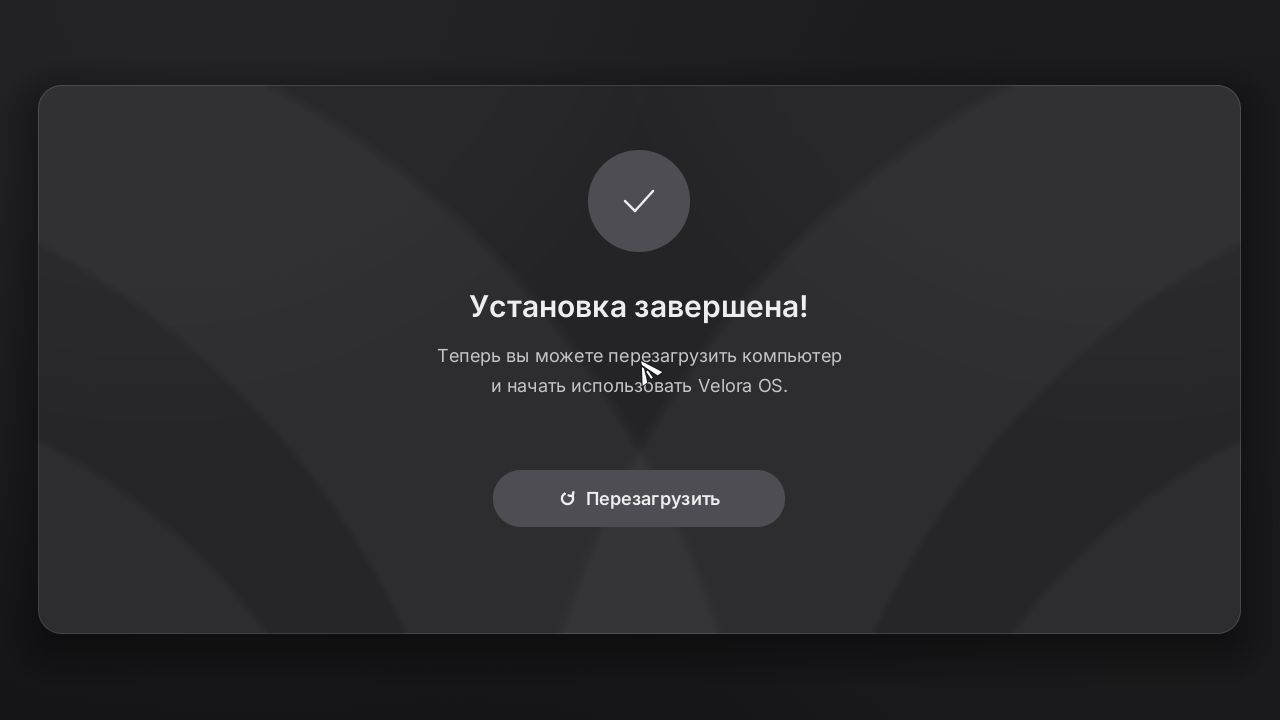 Установка завершена!
Теперь вы можете перезагрузить компьютер
и начать использовать Velora OS.
Перезагрузить